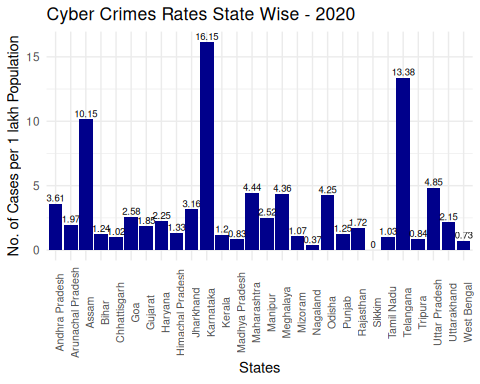 Cyber Crimes Rates State Wise - 2020
No. of Cases per 1 lakh Population
15
10
5
0
3.61
1.97
10.15
1.24
1.02
2.58
1.85
2.25
1.33
3.16
16.15
1.2
0.83
4.44
2.52
4.36
1.07
0.37
4.25
1.25
1.72
0
1.03
13.38
0.84
4.85
2.15
0.73
Andhra Pradesh
Arunachal Pradesh
Assam
Bihar
Chhattisgarh
Goa
Gujarat
Haryana
Himachal Pradesh
Jharkhand
Karnataka
Kerala
Madhya Pradesh
Maharashtra
Manipur
Meghalaya
Mizoram
Nagaland
Odisha
Punjab
Rajasthan
Sikkim
Tamil Nadu
Telangana
Tripura
Uttar Pradesh
Uttarakhand
West Bengal
States